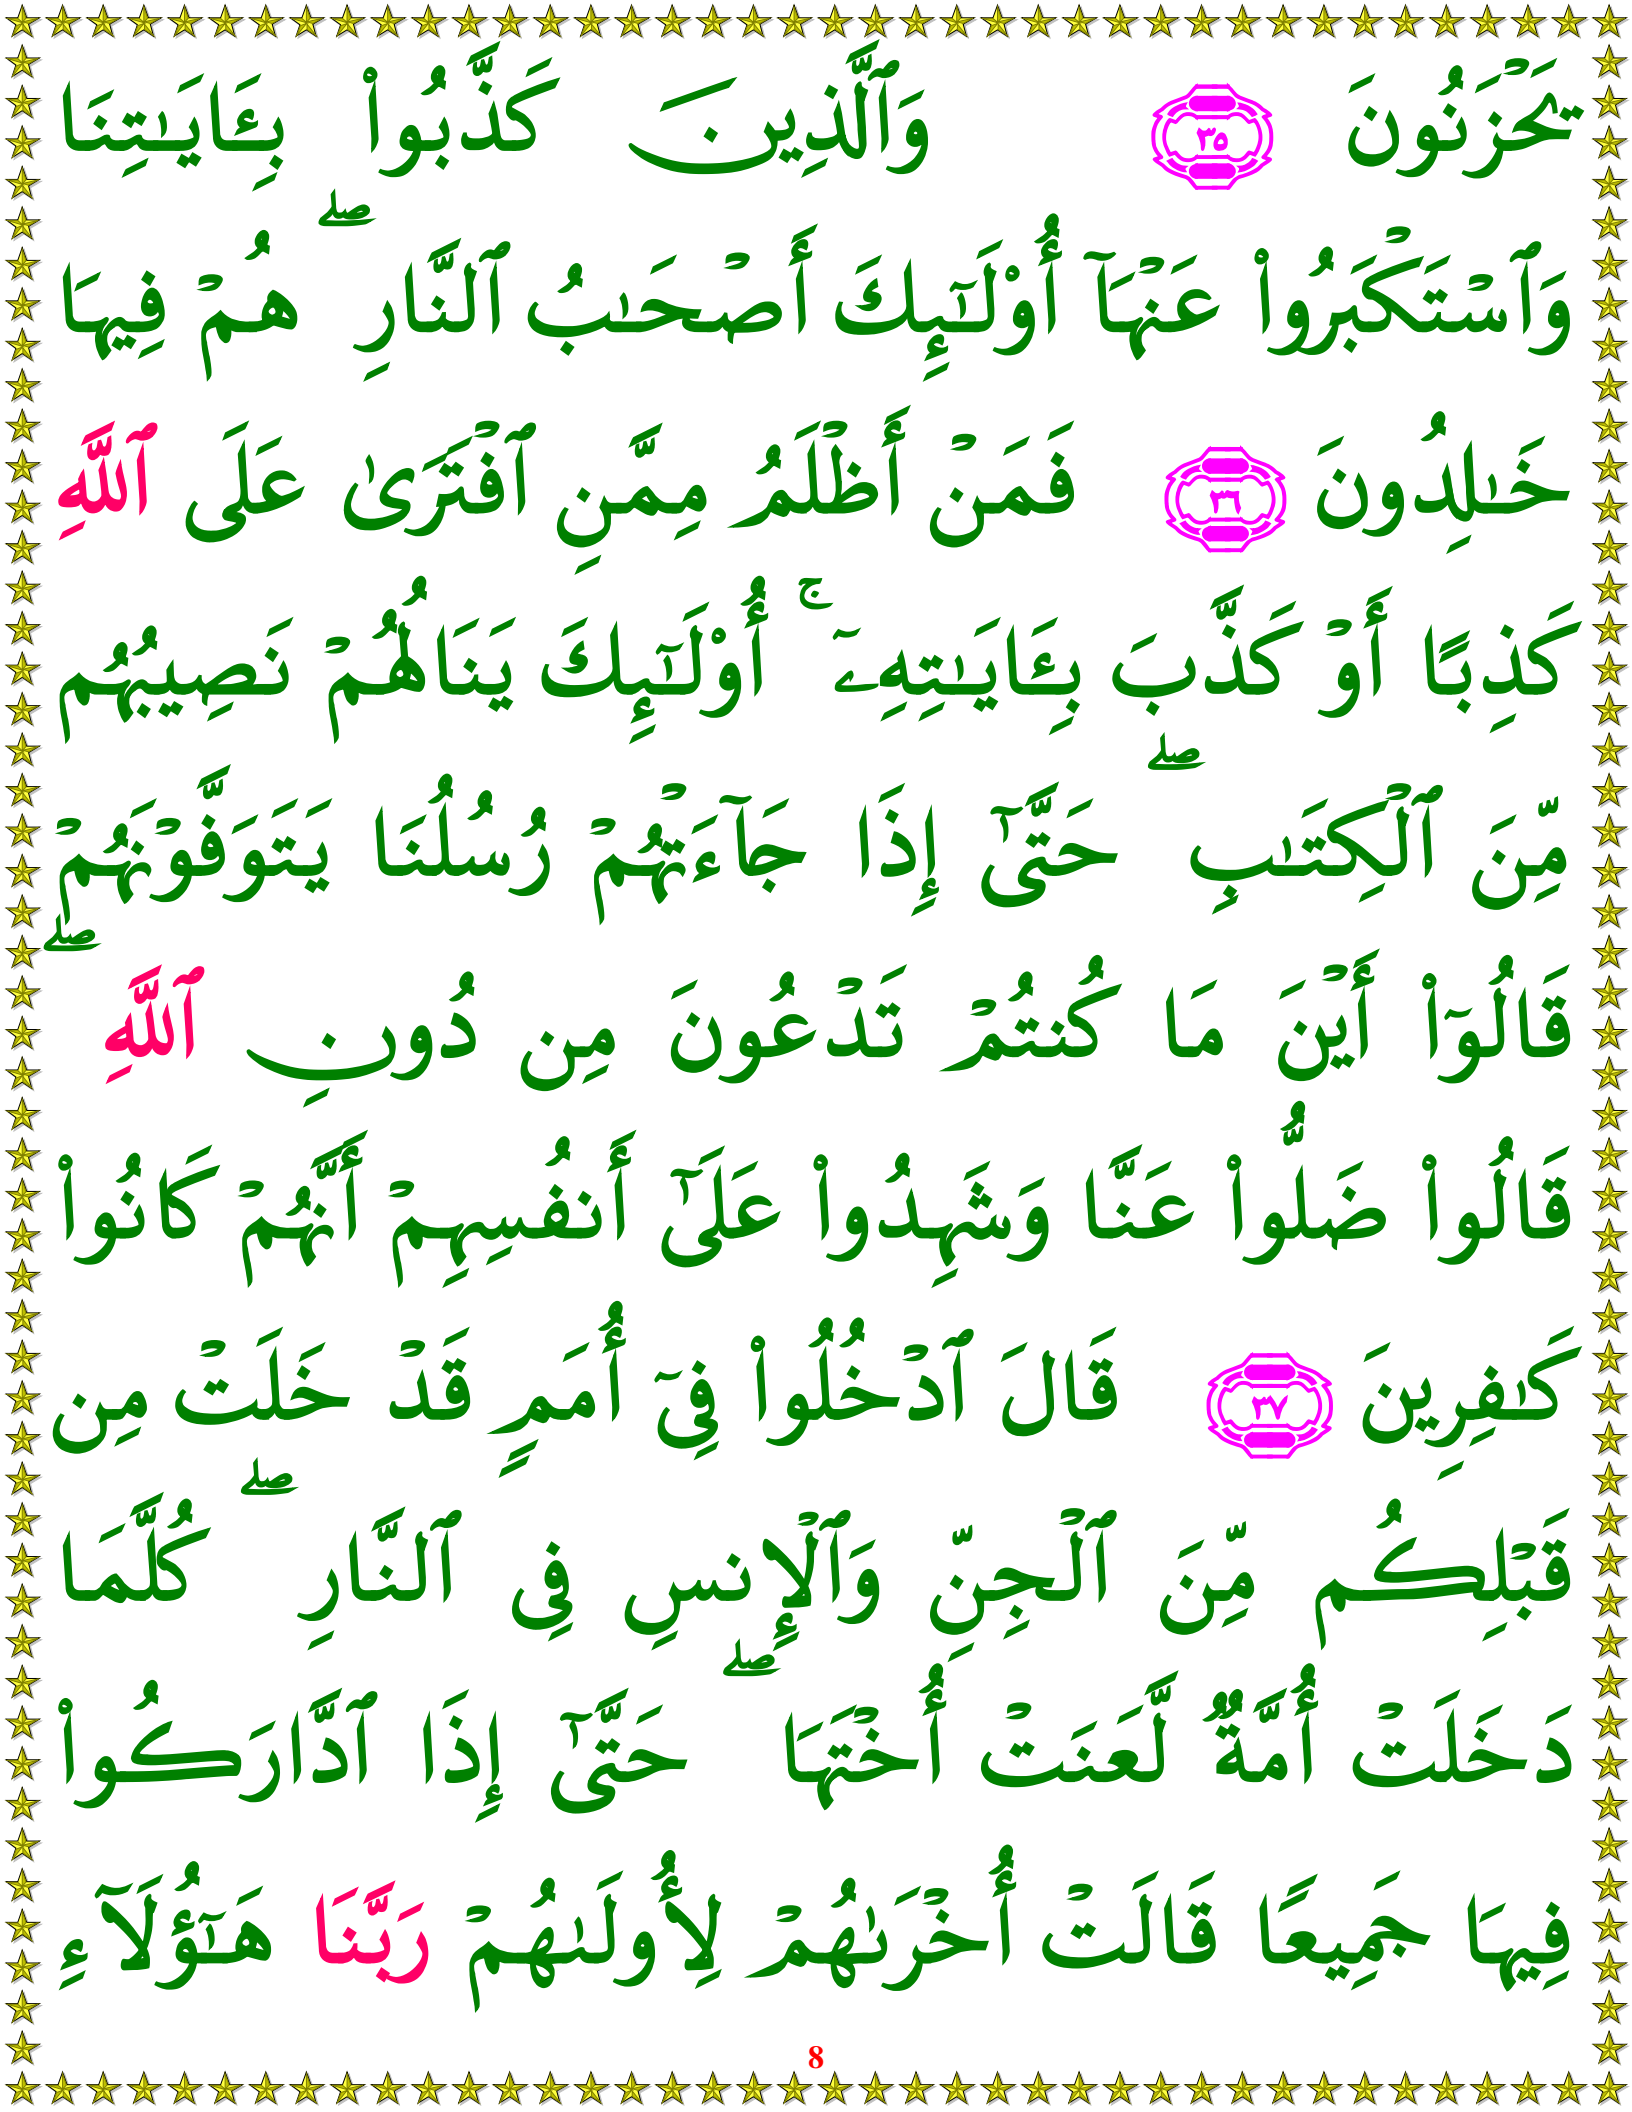 يَحْزَنُونَ ٣٥ وَٱلَّذِينَ كَذَّبُوا۟ بِـَٔايَـٰتِنَا
وَٱسْتَكْبَرُوا۟ عَنْهَآ أُو۟لَـٰٓئِكَ أَصْحَـٰبُ ٱلنَّارِ ۖ هُمْ فِيهَا
خَـٰلِدُونَ ٣٦ فَمَنْ أَظْلَمُ مِمَّنِ ٱفْتَرَىٰ عَلَى ٱللَّهِ
كَذِبًا أَوْ كَذَّبَ بِـَٔايَـٰتِهِۦٓ ۚ أُو۟لَـٰٓئِكَ يَنَالُهُمْ نَصِيبُهُم
مِّنَ ٱلْكِتَـٰبِ ۖ حَتَّىٰٓ إِذَا جَآءَتْهُمْ رُسُلُنَا يَتَوَفَّوْنَهُمْ
قَالُوٓا۟ أَيْنَ مَا كُنتُمْ تَدْعُونَ مِن دُونِ ٱللَّهِ ۖ
قَالُوا۟ ضَلُّوا۟ عَنَّا وَشَهِدُوا۟ عَلَىٰٓ أَنفُسِهِمْ أَنَّهُمْ كَانُوا۟
كَـٰفِرِينَ ٣٧ قَالَ ٱدْخُلُوا۟ فِىٓ أُمَمٍ قَدْ خَلَتْ مِن
قَبْلِكُم مِّنَ ٱلْجِنِّ وَٱلْإِنسِ فِى ٱلنَّارِ ۖ كُلَّمَا
دَخَلَتْ أُمَّةٌ لَّعَنَتْ أُخْتَهَا ۖ حَتَّىٰٓ إِذَا ٱدَّارَكُوا۟
فِيهَا جَمِيعًا قَالَتْ أُخْرَىٰهُمْ لِأُولَىٰهُمْ رَبَّنَا هَـٰٓؤُلَآءِ
8